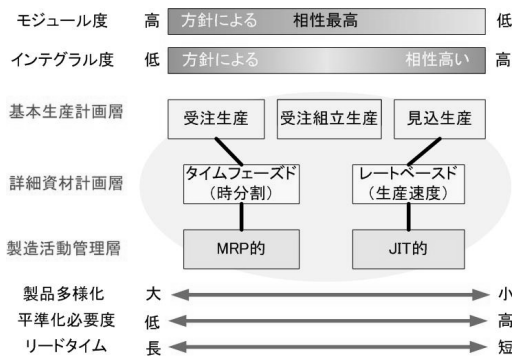 モジュール度 高 方針による 相性最高 低
インテグラル度 低 方針による 相性高い 高
基本生産計画層 受注生産 受注組立生産 見込生産
詳細資材計画層 タイムフェーズド レートベースド
（時分割） （生産速度）
製造活動管理層 MRP的 JIT的
製品多様化 大 小
平準化必要度 低 高
リードタイム 長 短